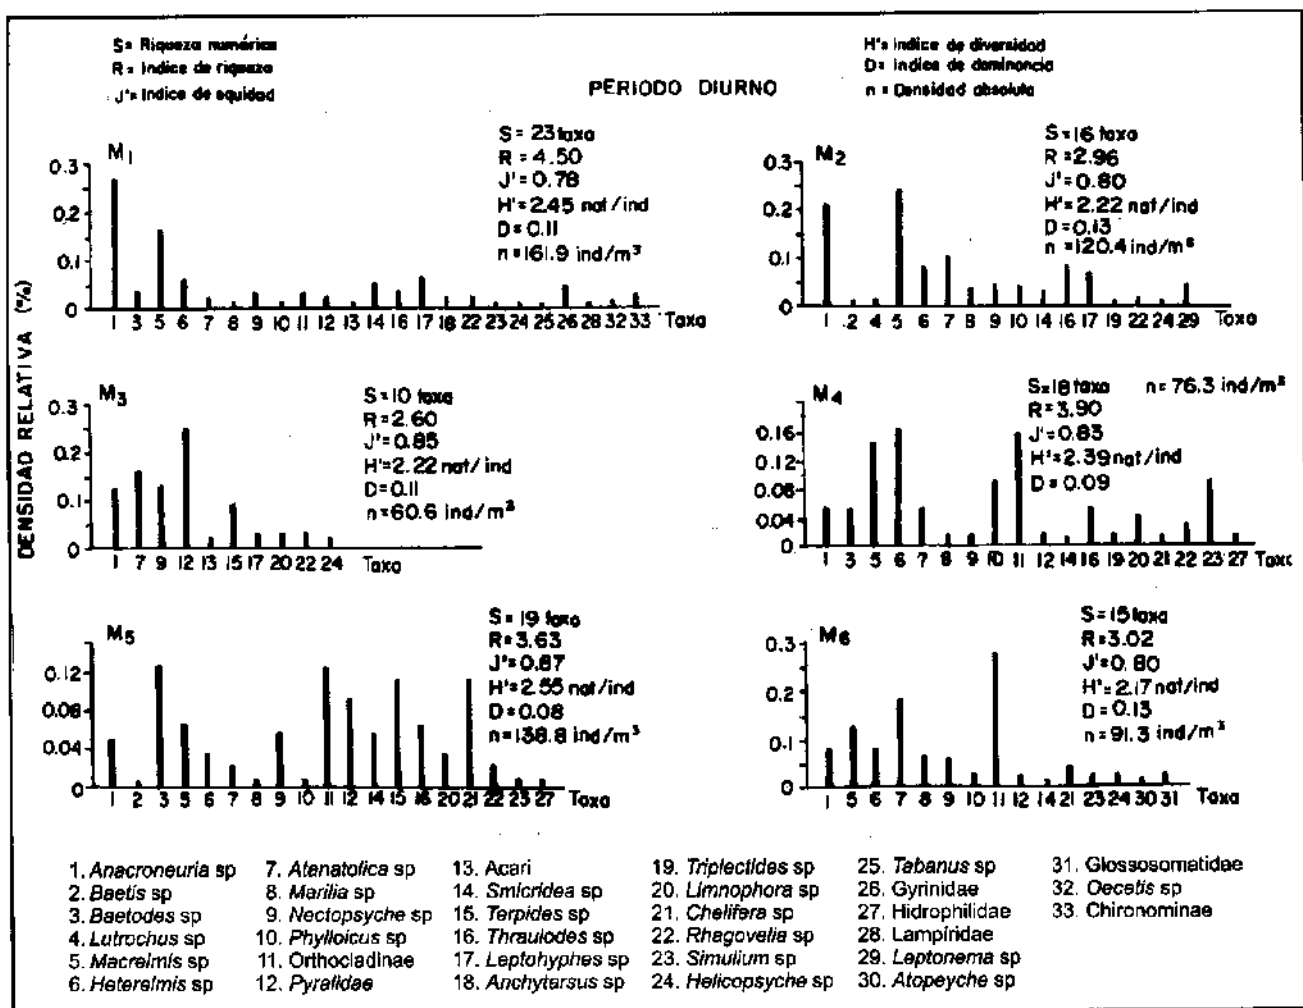 S= Riqueza numérica
R= Indice de riqueza
J'= Indice de equidad
H'= Indice de diversidad
D= Indice de dominancia
n = Densidad absoluta
PERIODO DIURNO
DENSIDAD RELATIVA (%)
M1
S= 23 taxa
R = 4.50
J'= 0.78
H'= 2.45 nat/ind
D= 0.11
n = 161.9 ind/m³
0.3
0.2
0.1
0
1 3 5 6 7 8 9 10 11 12 13 14 16 17 18 22 23 24 25 26 28 32 33 Taxa
M2
S=16 taxa
R=2.96
J'=0.80
H'=2.22 nat/ind
D=0.13
n=120.4 ind/m³
0.3
0.2
0.1
0
1 2 4 5 6 7 8 9 10 14 16 17 19 22 24 29 Taxa
M3
S=10 taxa
R=2.60
J'=0.85
H'=2.22 nat/ind
D=0.11
n=60.6 ind/m³
0.3
0.2
0.1
0
1 7 9 12 13 15 17 20 22 24 Taxa
M4
S=18 taxa n=76.3 ind/m³
R=3.90
J'=0.83
H'=2.39 nat/ind
D=0.09
0.16
0.12
0.08
0.04
0
1 3 5 6 7 8 9 10 11 12 14 16 19 20 21 22 23 27 Taxa
M5
S= 19 taxa
R=3.63
J'=0.87
H'=2.55 nat/ind
D=0.08
n=138.8 ind/m³
0.12
0.08
0.04
0
1 2 3 5 6 7 8 9 10 11 12 14 15 16 20 21 22 23 27 Taxa
M6
S=15 taxa
R=3.02
J'=0.80
H'=2.17 nat/ind
D=0.13
n=91.3 ind/m³
0.3
0.2
0.1
0
1 5 6 7 8 9 10 11 12 14 21 23 24 30 31 Taxa
1. Anacroneuria sp
2. Baetis sp
3. Baetodes sp
4. Lutrochus sp
5. Macrelmis sp
6. Heterelmis sp
7. Atenatolica sp
8. Marilia sp
9. Nectopsyche sp
10. Phylloicus sp
11. Orthocladinae
12. Pyralidae
13. Acari
14. Smicridea sp
15. Terpides sp
16. Thraulodes sp
17. Leptohyphes sp
18. Anchytarsus sp
19. Triplectides sp
20. Limnophora sp
21. Chelifera sp
22. Rhagovelia sp
23. Simulium sp
24. Helicopsyche sp
25. Tabanus sp
26. Gyrinidae
27. Hidrophilidae
28. Lampiridae
29. Leptonema sp
30. Atopeyche sp
31. Glossosomatidae
32. Oecetis sp
33. Chironominae